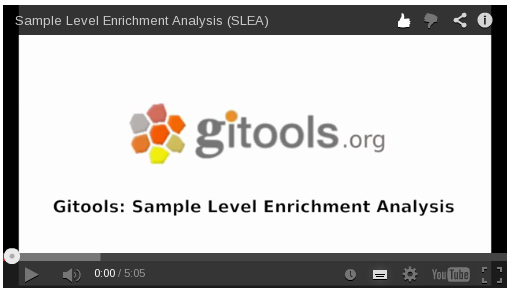 Sample Level Enrichment Analysis (SLEA)
gitools.org
Gitools: Sample Level Enrichment Analysis
0:00 / 5:05
YouTube